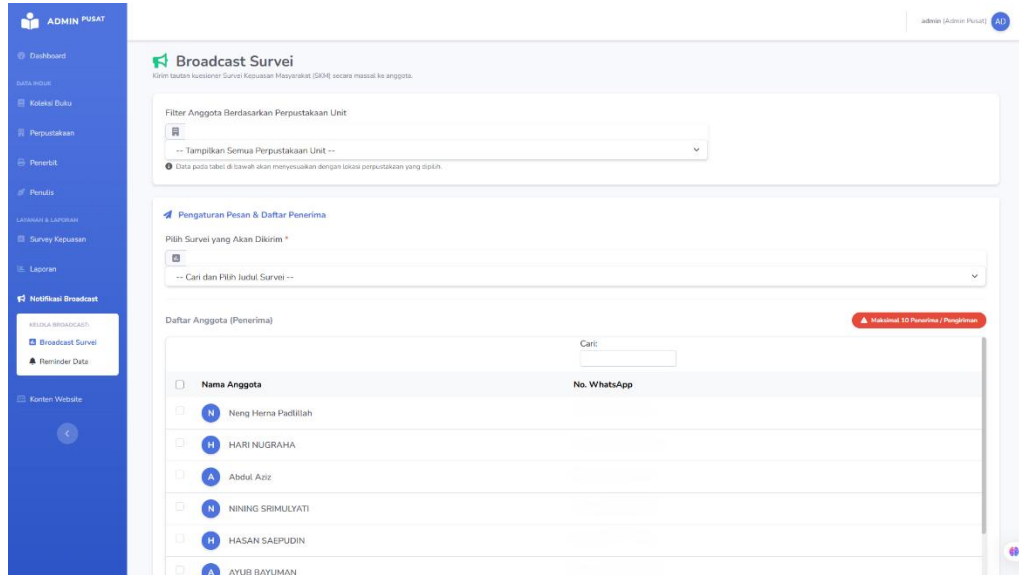 ADMIN PUSAT
admin (Admin Pusat) AD
Dashboard
DATA INDUK
Koleksi Buku
Perpustakaan
Penerbit
Penulis
LAYANAN & LAPORAN
Survey Kepuasan
Laporan
Notifikasi Broadcast
KELOLA BROADCAST:
Broadcast Survei
Reminder Data
Konten Website
Broadcast Survei
Kirim tautan kuesioner Survei Kepuasan Masyarakat (SKM) secara massal ke anggota.
Filter Anggota Berdasarkan Perpustakaan Unit
-- Tampilkan Semua Perpustakaan Unit --
Data pada tabel di bawah akan menyesuaikan dengan lokasi perpustakaan yang dipilih.
Pengaturan Pesan & Daftar Penerima
Pilih Survei yang Akan Dikirim *
-- Cari dan Pilih Judul Survei --
Daftar Anggota (Penerima)
Maksimal 10 Penerima / Pengiriman
Cari:
Nama Anggota No. WhatsApp
N Neng Herna Padlillah
H HARI NUGRAHA
A Abdul Aziz
N NINING SRIMULYATI
H HASAN SAEPUDIN
A AYUB BAYUMAN